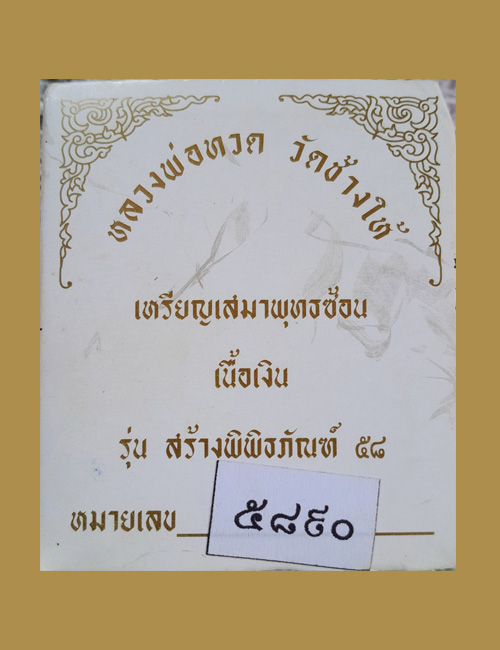 หลวงพ่อทวด วัดช้างให้
เหรียญเสมาพุทธซ้อน
เนื้อเงิน
รุ่น สร้างพิพิธภัณฑ์ ๕๘
หมายเลข ๕๘๙๐